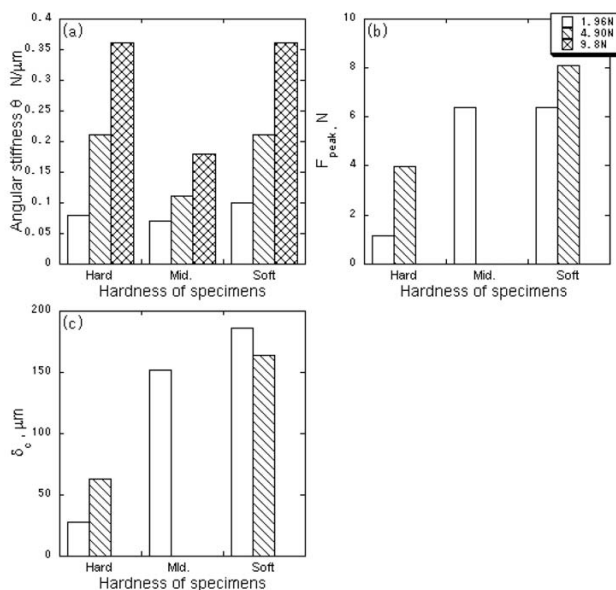 (a)
Angular stiffness θ N/μm
0.4
0.35
0.3
0.25
0.2
0.15
0.1
0.05
0
Hard Mid. Soft
Hardness of specimens
(b)
1.96N
4.90N
9.8N
F peak, N
10
8
6
4
2
0
Hard Mid. Soft
Hardness of specimens
(c)
δc, μm
200
150
100
50
0
Hard MId. Soft
Hardness of specimens